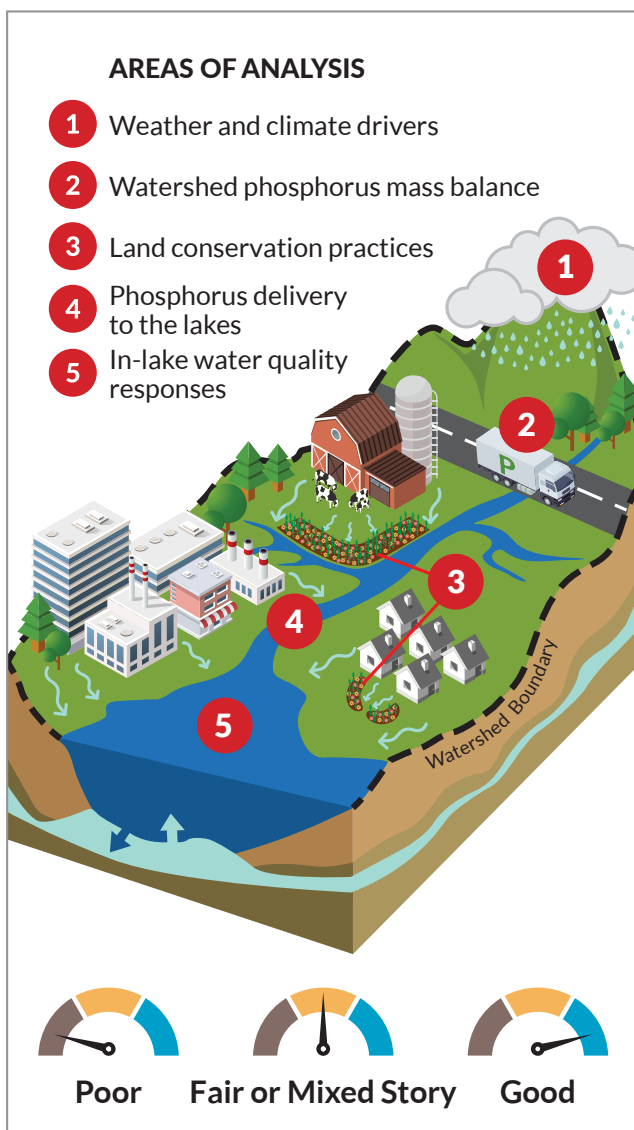 AREAS OF ANALYSIS
1 Weather and climate drivers
2 Watershed phosphorus mass balance
3 Land conservation practices
4 Phosphorus delivery
to the lakes
5 In-lake water quality
responses
1
2
P
3
4
5
Watershed Boundary
Poor
Fair or Mixed Story
Good